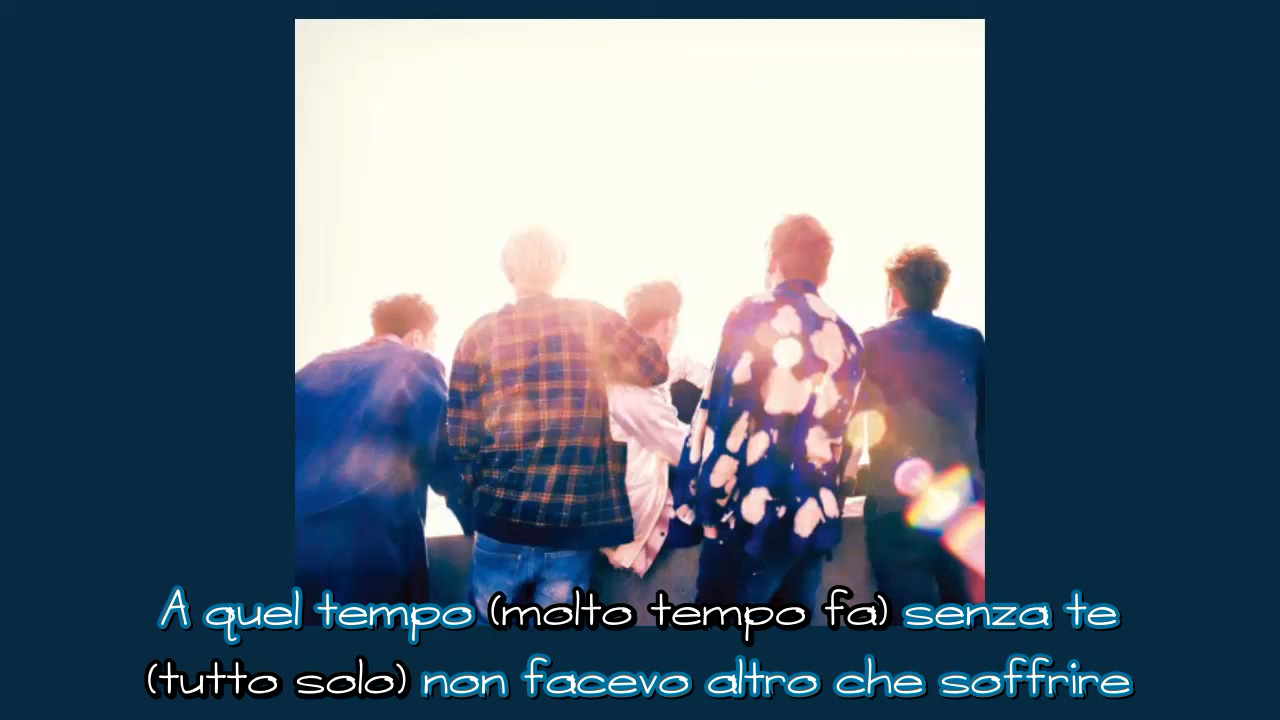 A quel tempo (molto tempo fa) senza te
(tutto solo) non facevo altro che soffrire